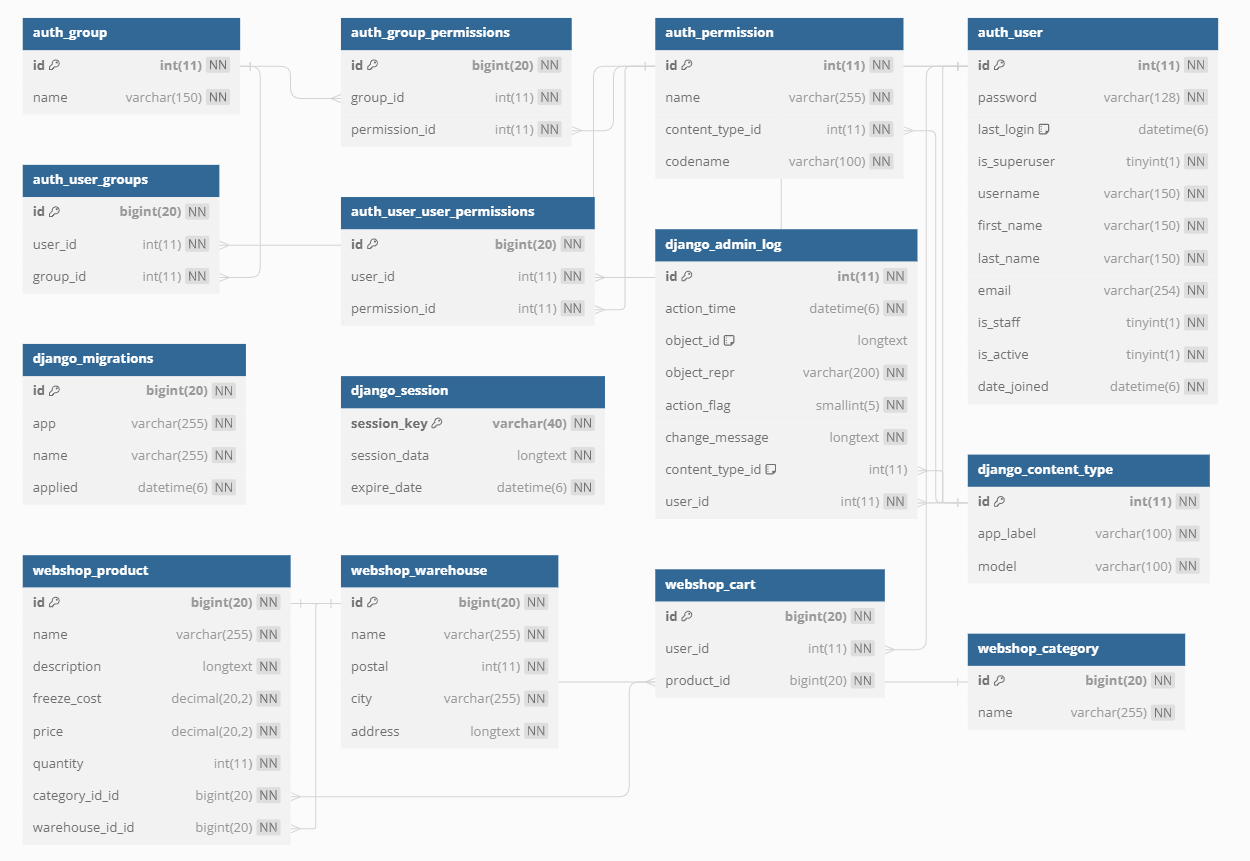 auth_group
id int(11) NN
name varchar(150) NN
auth_group_permissions
id bigint(20) NN
group_id int(11) NN
permission_id int(11) NN
auth_permission
id int(11) NN
name varchar(255) NN
content_type_id int(11) NN
codename varchar(100) NN
auth_user
id int(11) NN
password varchar(128) NN
last_login datetime(6)
is_superuser tinyint(1) NN
username varchar(150) NN
first_name varchar(150) NN
last_name varchar(150) NN
email varchar(254) NN
is_staff tinyint(1) NN
is_active tinyint(1) NN
date_joined datetime(6) NN
auth_user_groups
id bigint(20) NN
user_id int(11) NN
group_id int(11) NN
auth_user_user_permissions
id bigint(20) NN
user_id int(11) NN
permission_id int(11) NN
django_admin_log
id int(11) NN
action_time datetime(6) NN
object_id longtext
object_repr varchar(200) NN
action_flag smallint(5) NN
change_message longtext NN
content_type_id int(11)
user_id int(11) NN
django_migrations
id bigint(20) NN
app varchar(255) NN
name varchar(255) NN
applied datetime(6) NN
django_session
session_key varchar(40) NN
session_data longtext NN
expire_date datetime(6) NN
django_content_type
id int(11) NN
app_label varchar(100) NN
model varchar(100) NN
webshop_product
id bigint(20) NN
name varchar(255) NN
description longtext NN
freeze_cost decimal(20,2) NN
price decimal(20,2) NN
quantity int(11) NN
category_id_id bigint(20) NN
warehouse_id_id bigint(20) NN
webshop_warehouse
id bigint(20) NN
name varchar(255) NN
postal int(11) NN
city varchar(255) NN
address longtext NN
webshop_cart
id bigint(20) NN
user_id int(11) NN
product_id bigint(20) NN
webshop_category
id bigint(20) NN
name varchar(255) NN